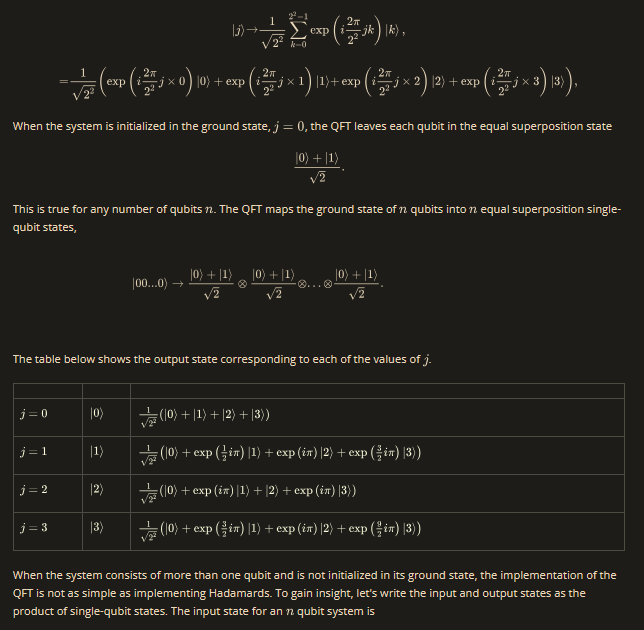 |j⟩→ 1/√2² ∑_{k=0}^{2²−1} exp (i 2π/2² jk) |k⟩,
= 1/√2² (exp (i 2π/2² j × 0) |0⟩ + exp (i 2π/2² j × 1) |1⟩+ exp (i 2π/2² j × 2) |2⟩ + exp (i 2π/2² j × 3) |3⟩),
When the system is initialized in the ground state, j = 0, the QFT leaves each qubit in the equal superposition state
|0⟩ + |1⟩ / √2 .
This is true for any number of qubits n. The QFT maps the ground state of n qubits into n equal superposition single-
qubit states,
|00...0⟩ → |0⟩ + |1⟩ / √2 ⊗ |0⟩ + |1⟩ / √2 ⊗...⊗ |0⟩ + |1⟩ / √2 .
The table below shows the output state corresponding to each of the values of j.
j = 0 |0⟩ 1/√2² (|0⟩ + |1⟩ + |2⟩ + |3⟩)
j = 1 |1⟩ 1/√2² (|0⟩ + exp (1/2 iπ) |1⟩ + exp (iπ) |2⟩ + exp (3/2 iπ) |3⟩)
j = 2 |2⟩ 1/√2² (|0⟩ + exp (iπ) |1⟩ + |2⟩ + exp (iπ) |3⟩)
j = 3 |3⟩ 1/√2² (|0⟩ + exp (3/2 iπ) |1⟩ + exp (iπ) |2⟩ + exp (9/2 iπ) |3⟩)
When the system consists of more than one qubit and is not initialized in its ground state, the implementation of the
QFT is not as simple as implementing Hadamards. To gain insight, let's write the input and output states as the
product of single-qubit states. The input state for an n qubit system is